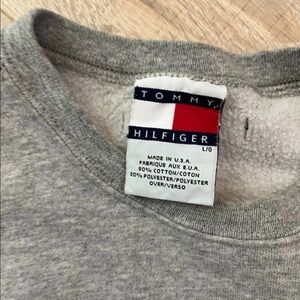 TOMMY
HILFIGER
L/G
MADE IN U.S.A.
FABRIQUE AUX E.U.A.
80% COTTON/COTON
20% POLYESTER/POLYESTER
OVER/VERSO